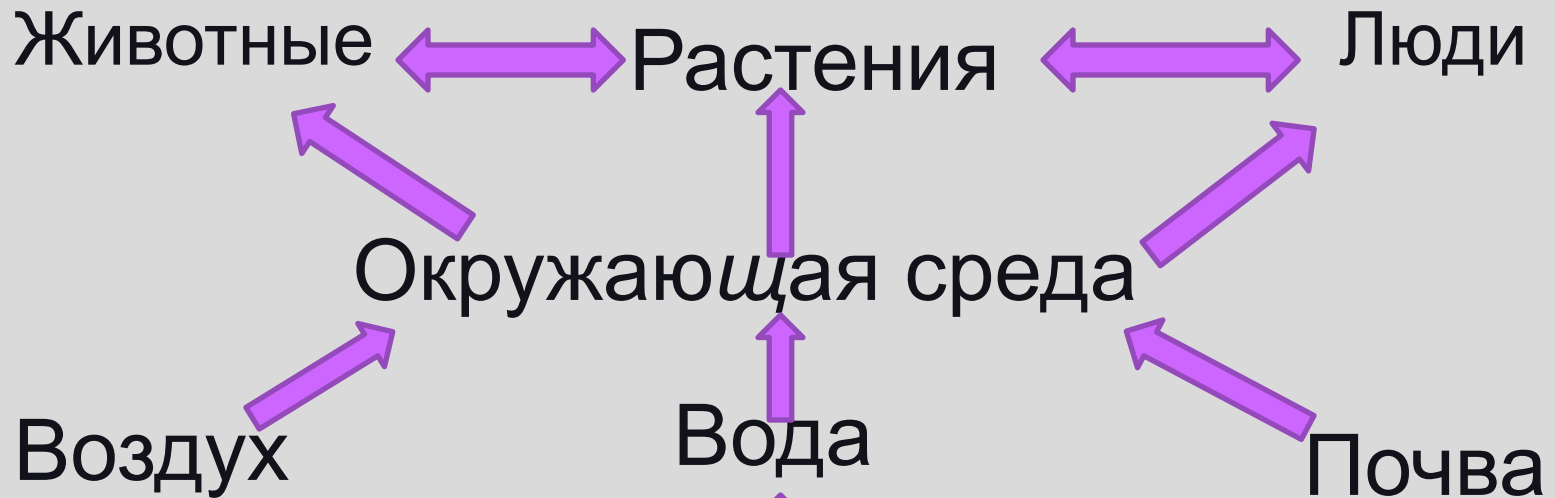 Животные Растения Люди
Окружающая среда
Воздух Вода Почва